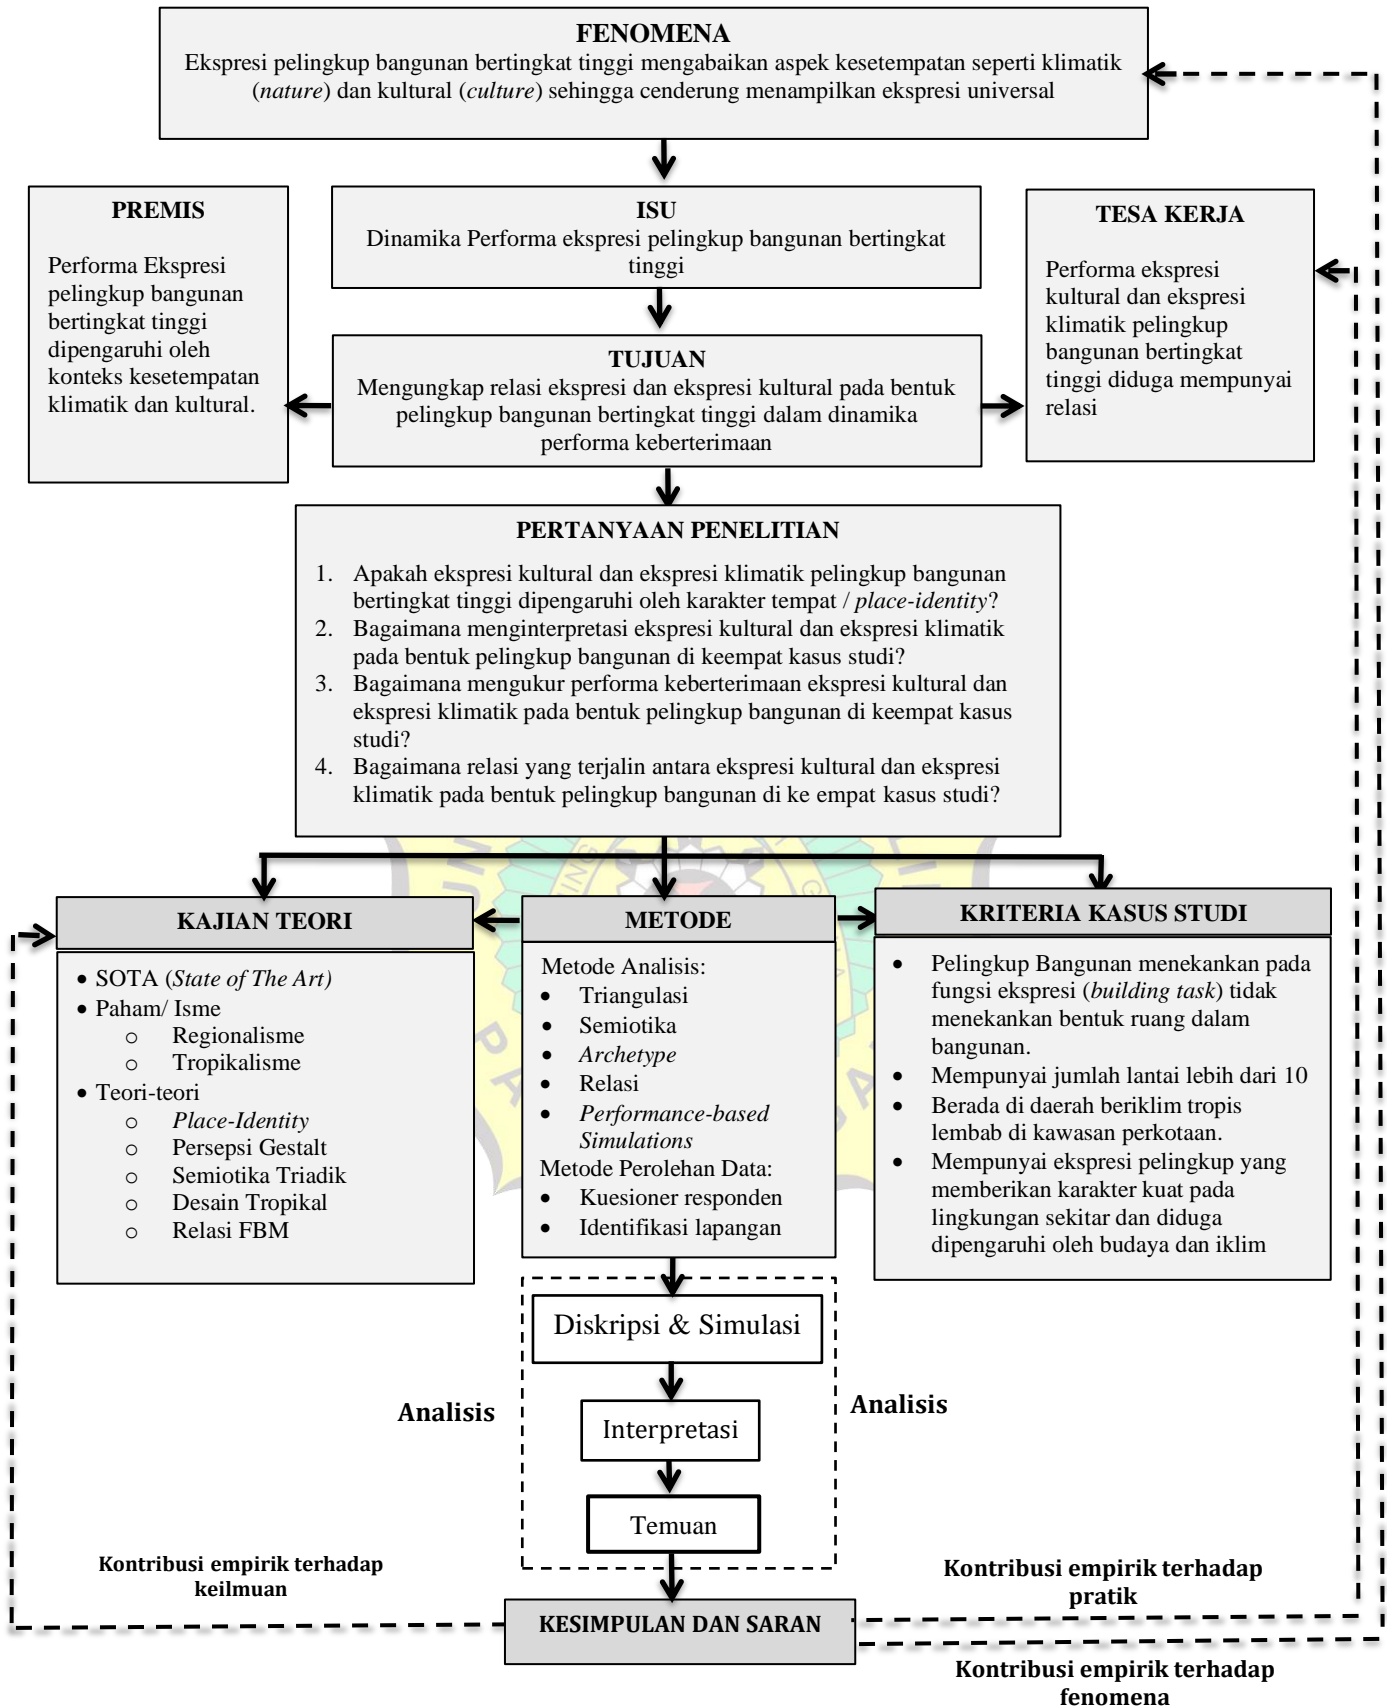 FENOMENA
Ekspresi pelingkup bangunan bertingkat tinggi mengabaikan aspek kesetempatan seperti klimatik
(nature) dan kultural (culture) sehingga cenderung menampilkan ekspresi universal
PREMIS
Performa Ekspresi
pelingkup bangunan
bertingkat tinggi
dipengaruhi oleh
konteks kesetempatan
klimatik dan kultural.
ISU
Dinamika Performa ekspresi pelingkup bangunan bertingkat
tinggi
TESA KERJA
Performa ekspresi
kultural dan ekspresi
klimatik pelingkup
bangunan bertingkat
tinggi diduga mempunyai
relasi
TUJUAN
Mengungkap relasi ekspresi dan ekspresi kultural pada bentuk
pelingkup bangunan bertingkat tinggi dalam dinamika
performa keberterimaan
PERTANYAAN PENELITIAN
1. Apakah ekspresi kultural dan ekspresi klimatik pelingkup bangunan
bertingkat tinggi dipengaruhi oleh karakter tempat / place-identity?
2. Bagaimana menginterpretasi ekspresi kultural dan ekspresi klimatik
pada bentuk pelingkup bangunan di keempat kasus studi?
3. Bagaimana mengukur performa keberterimaan ekspresi kultural dan
ekspresi klimatik pada bentuk pelingkup bangunan di keempat kasus
studi?
4. Bagaimana relasi yang terjalin antara ekspresi kultural dan ekspresi
klimatik pada bentuk pelingkup bangunan di ke empat kasus studi?
KAJIAN TEORI
• SOTA (State of The Art)
• Paham/ Isme
o Regionalisme
o Tropikalisme
• Teori-teori
o Place-Identity
o Persepsi Gestalt
o Semiotika Triadik
o Desain Tropikal
o Relasi FBM
METODE
Metode Analisis:
• Triangulasi
• Semiotika
• Archetype
• Relasi
• Performance-based
Simulations
Metode Perolehan Data:
• Kuesioner responden
• Identifikasi lapangan
KRITERIA KASUS STUDI
• Pelingkup Bangunan menekankan pada
fungsi ekspresi (building task) tidak
menekankan bentuk ruang dalam
bangunan.
• Mempunyai jumlah lantai lebih dari 10
• Berada di daerah beriklim tropis
lembab di kawasan perkotaan.
• Mempunyai ekspresi pelingkup yang
memberikan karakter kuat pada
lingkungan sekitar dan diduga
dipengaruhi oleh budaya dan iklim
Diskripsi & Simulasi
Analisis
Interpretasi
Analisis
Temuan
Kontribusi empirik terhadap
keilmuan
Kontribusi empirik terhadap
pratik
KESIMPULAN DAN SARAN
Kontribusi empirik terhadap
fenomena